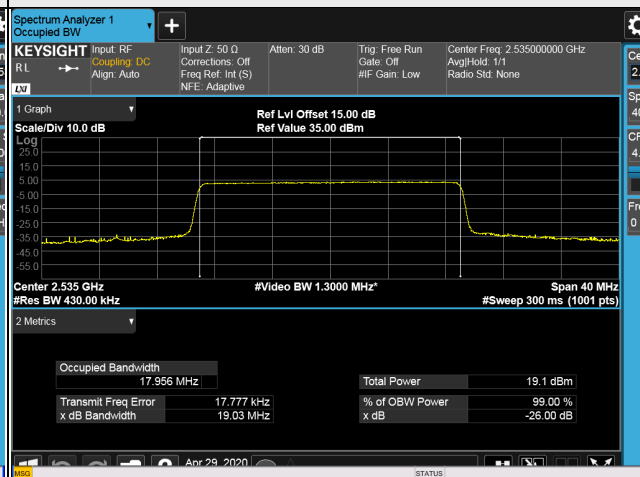 Spectrum Analyzer 1
Occupied BW
KEYSIGHT
R L
LXI
Input: RF
Coupling: DC
Align: Auto
Input Z: 50 Ω
Corrections: Off
Freq Ref: Int (S)
NFE: Adaptive
Atten: 30 dB
Trig: Free Run
Gate: Off
#IF Gain: Low
Center Freq: 2.535000000 GHz
Avg|Hold: 1/1
Radio Std: None
1 Graph
Scale/Div 10.0 dB
Ref Lvl Offset 15.00 dB
Ref Value 35.00 dBm
Log
25.0
15.0
5.00
-5.00
-15.0
-25.0
-35.0
-45.0
-55.0
Center 2.535 GHz
#Res BW 430.00 kHz
#Video BW 1.3000 MHz*
Span 40 MHz
#Sweep 300 ms (1001 pts)
2 Metrics
Occupied Bandwidth
17.956 MHz
Transmit Freq Error 17.777 kHz
x dB Bandwidth 19.03 MHz
Total Power 19.1 dBm
% of OBW Power 99.00 %
x dB -26.00 dB
Apr 29, 2020
MSG
STATUS